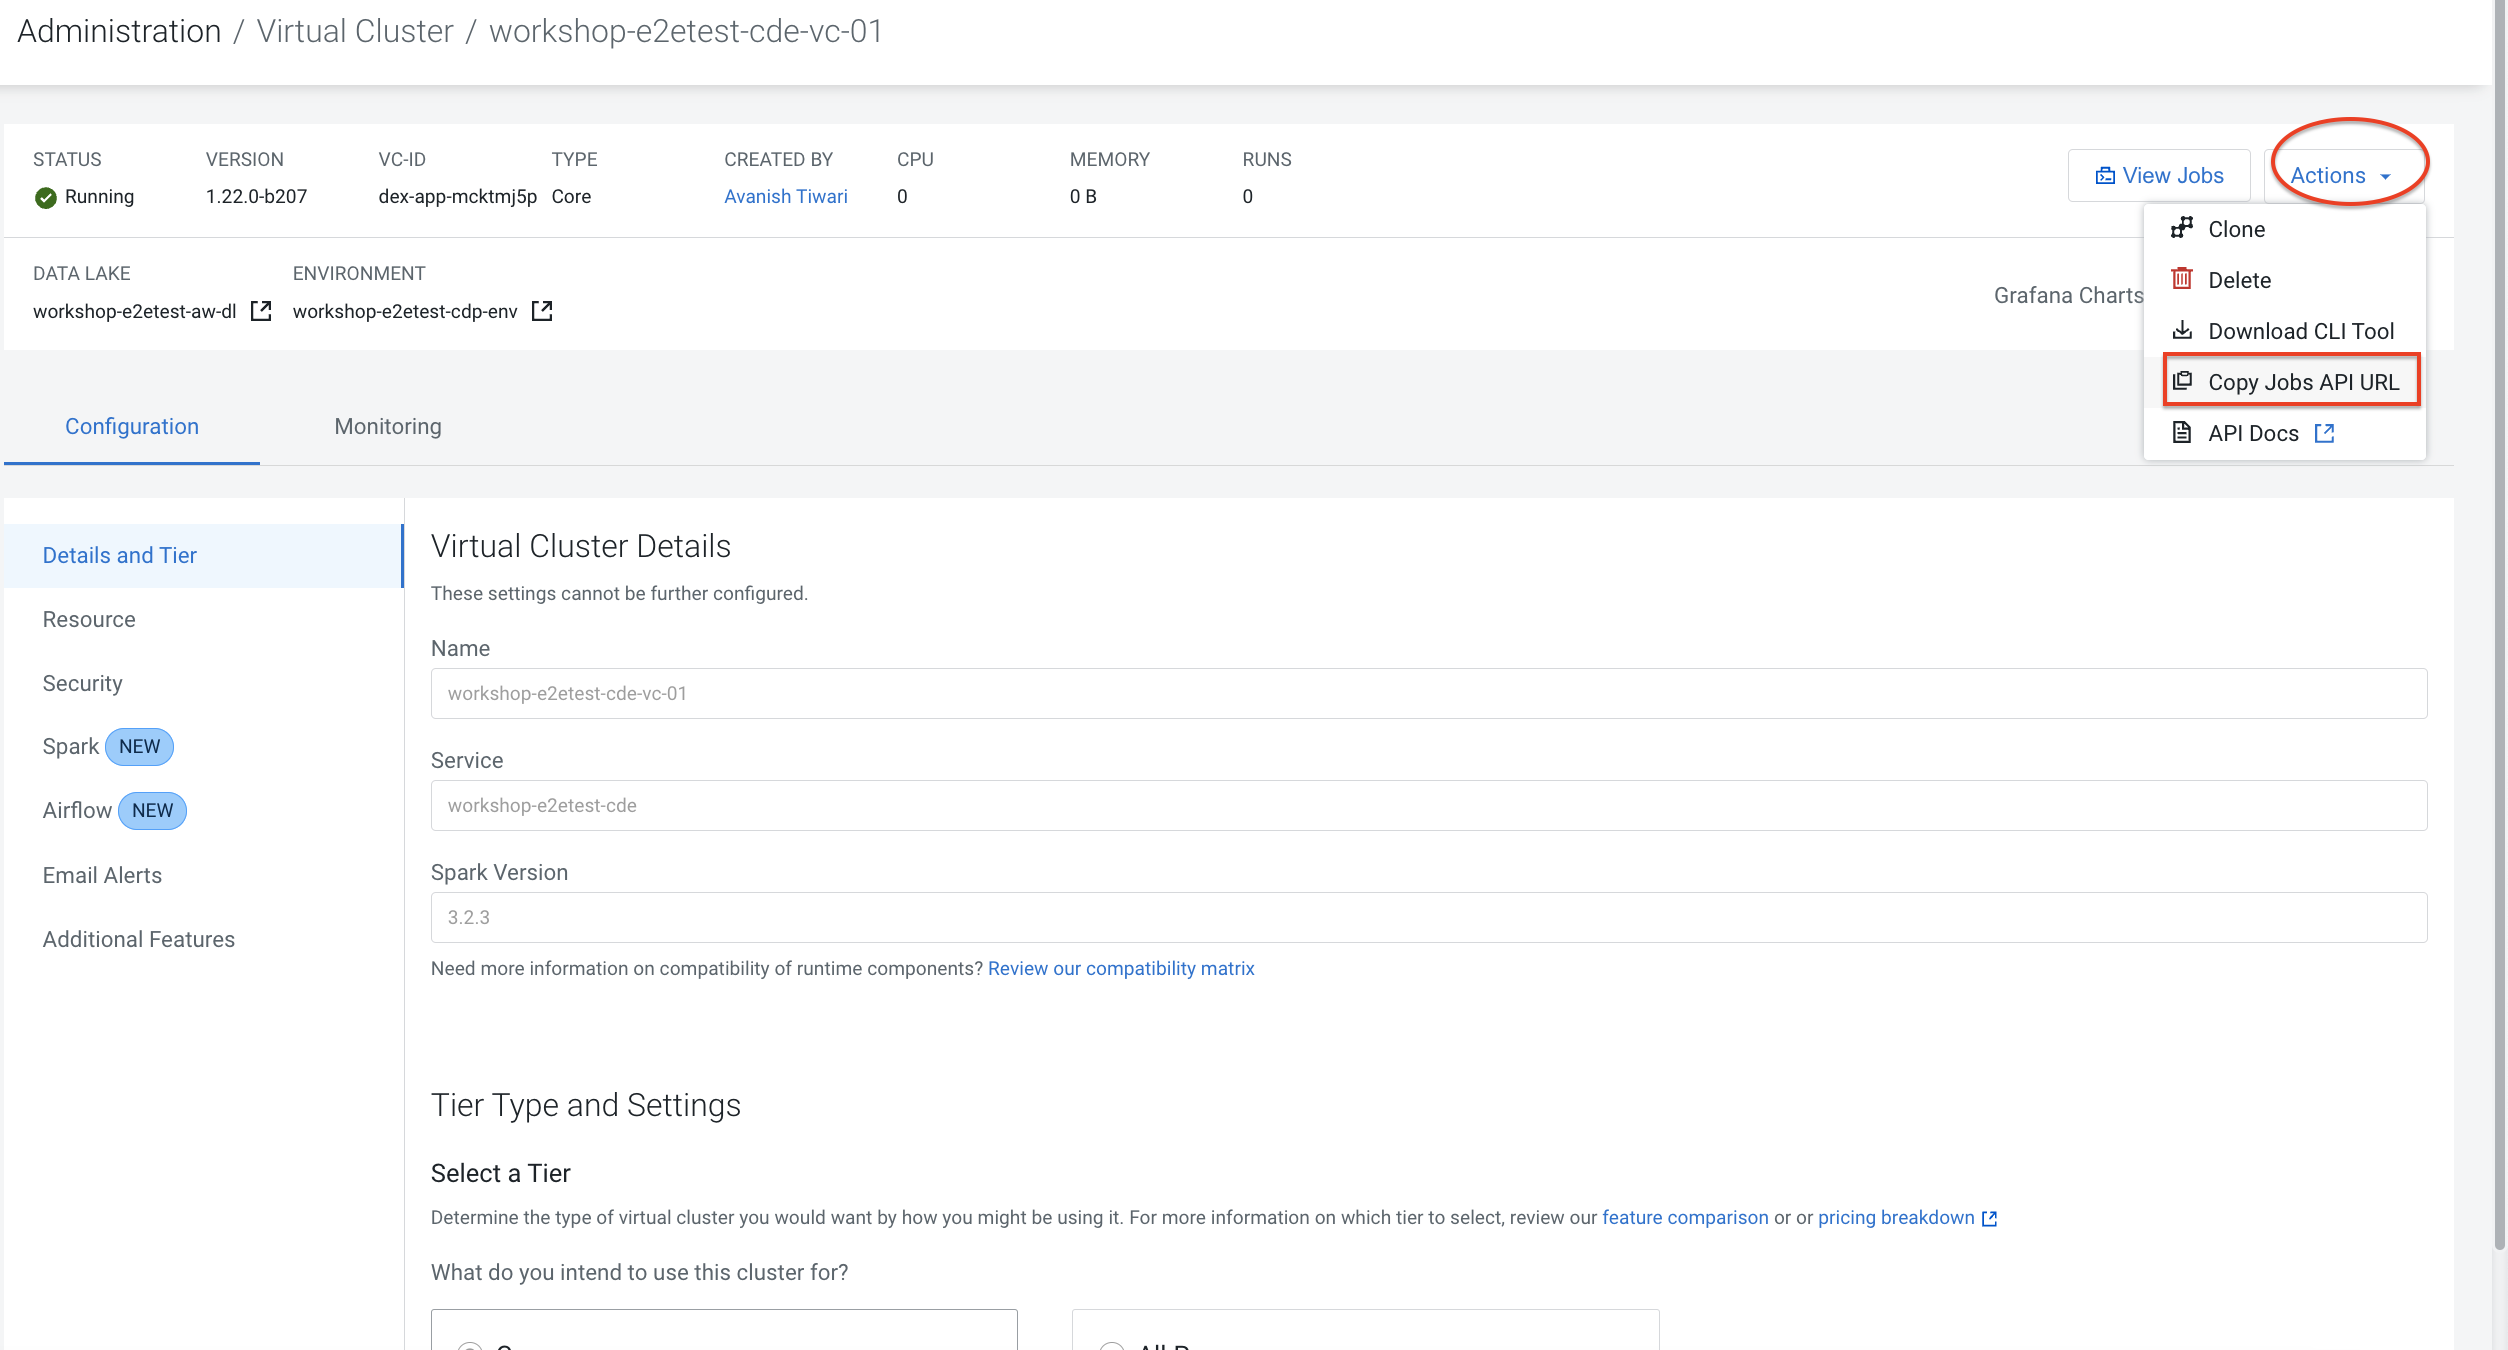 Administration / Virtual Cluster / workshop-e2etest-cde-vc-01
STATUS VERSION VC-ID TYPE CREATED BY CPU MEMORY RUNS
Running 1.22.0-b207 dex-app-mcktmj5p Core Avanish Tiwari 0 0 B 0
View Jobs Actions
Clone
Delete
Download CLI Tool
Copy Jobs API URL
API Docs
DATA LAKE ENVIRONMENT
workshop-e2etest-aw-dl workshop-e2etest-cdp-env
Grafana Charts
Configuration Monitoring
Details and Tier
Resource
Security
Spark NEW
Airflow NEW
Email Alerts
Additional Features
Virtual Cluster Details
These settings cannot be further configured.
Name
workshop-e2etest-cde-vc-01
Service
workshop-e2etest-cde
Spark Version
3.2.3
Need more information on compatibility of runtime components? Review our compatibility matrix
Tier Type and Settings
Select a Tier
Determine the type of virtual cluster you would want by how you might be using it. For more information on which tier to select, review our feature comparison or or pricing breakdown
What do you intend to use this cluster for?